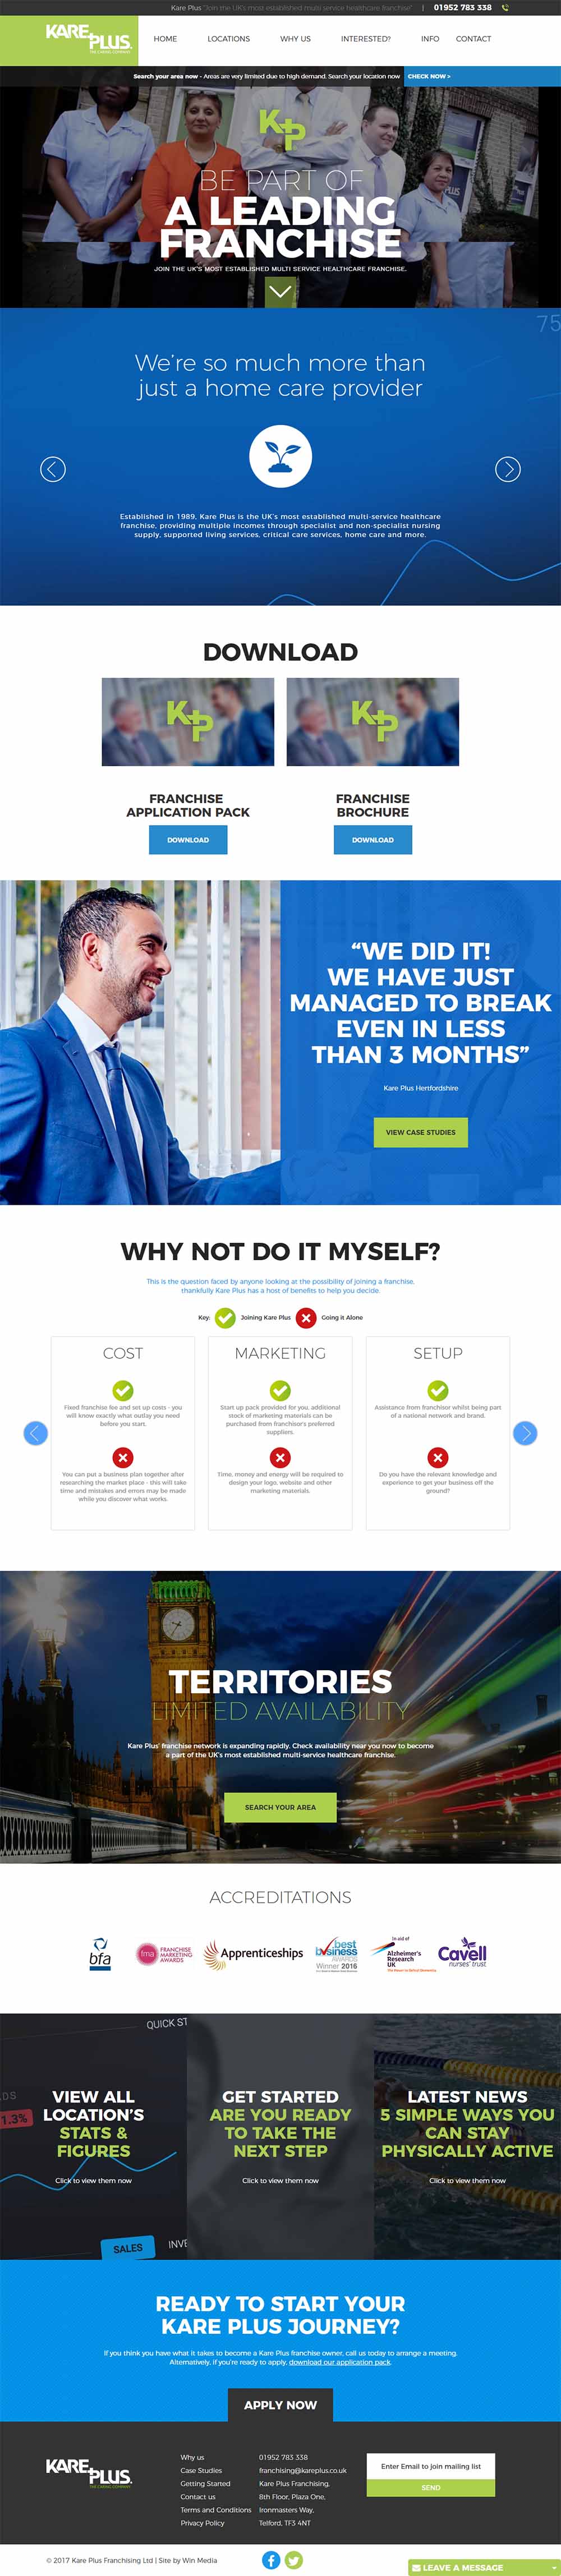 Kare Plus "Join the UK's most established multi service healthcare franchise" | 01952 783 338
KARE PLUS.
HOME LOCATIONS WHY US INTERESTED? INFO CONTACT
Search your area now - Areas are very limited due to high demand. Search your location now CHECK NOW >
K+P
BE PART OF
A LEADING
FRANCHISE
JOIN THE UK'S MOST ESTABLISHED MULTI SERVICE HEALTHCARE FRANCHISE.
75
We're so much more than
just a home care provider
Established in 1989, Kare Plus is the UK's most established multi-service healthcare
franchise, providing multiple incomes through specialist and non-specialist nursing
supply, supported living services, critical care services, home care and more.
DOWNLOAD
K+P K+P
FRANCHISE
APPLICATION PACK
DOWNLOAD
FRANCHISE
BROCHURE
DOWNLOAD
“WE DID IT!
WE HAVE JUST
MANAGED TO BREAK
EVEN IN LESS
THAN 3 MONTHS”
Kare Plus Hertfordshire
VIEW CASE STUDIES
WHY NOT DO IT MYSELF?
This is the question faced by anyone looking at the possibility of joining a franchise,
thankfully Kare Plus has a host of benefits to help you decide.
Key: Joining Kare Plus Going it Alone
COST
Fixed franchise fee and set up costs - you
will know exactly what outlay you need
before you start.
You can put a business plan together after
researching the market place - this will take
time and mistakes and errors may be made
while you discover what works.
MARKETING
Start up pack provided for you, additional
stock of marketing materials can be
purchased from franchisor's preferred
suppliers.
Time, money and energy will be required to
design your logo, website and other
marketing materials.
SETUP
Assistance from franchisor whilst being part
of a national network and brand.
Do you have the relevant knowledge and
experience to get your business off the
ground?
TERRITORIES
LIMITED AVAILABILITY
Kare Plus' franchise network is expanding rapidly. Check availability near you now to become
a part of the UK's most established multi-service healthcare franchise.
SEARCH YOUR AREA
ACCREDITATIONS
bfa
fma FRANCHISE
MARKETING
AWARDS
Apprenticeships
best
business
AWARDS
Winner 2016
In aid of
Alzheimer's
Research
UK
Cavell
nurses' trust
QUICK ST
1.3%
VIEW ALL
LOCATION'S
STATS &
FIGURES
Click to view them now
SALES
INVE
GET STARTED
ARE YOU READY
TO TAKE THE
NEXT STEP
Click to view them now
LATEST NEWS
5 SIMPLE WAYS YOU
CAN STAY
PHYSICALLY ACTIVE
Click to view them now
READY TO START YOUR
KARE PLUS JOURNEY?
If you think you have what it takes to become a Kare Plus franchise owner, call us today to arrange a meeting.
Alternatively, if you're ready to apply, download our application pack.
APPLY NOW
KARE PLUS.
Why us
Case Studies
Getting Started
Contact us
Terms and Conditions
Privacy Policy
01952 783 338
franchising@kareplus.co.uk
Kare Plus Franchising,
8th Floor, Plaza One,
Ironmasters Way,
Telford, TF3 4NT
Enter Email to join mailing list
SEND
© 2017 Kare Plus Franchising Ltd | Site by Win Media
LEAVE A MESSAGE